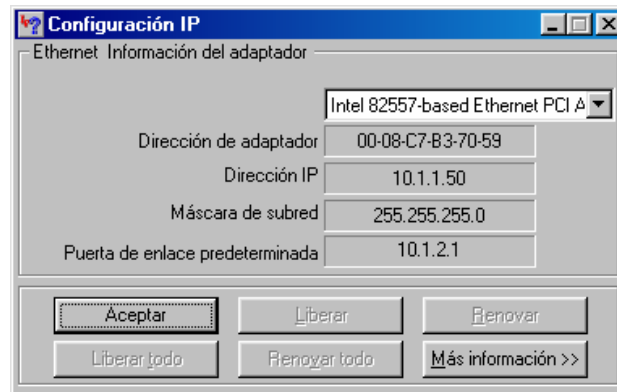 Configuración IP
Ethernet Información del adaptador
Intel 82557-based Ethernet PCI A
Dirección de adaptador 00-08-C7-B3-70-59
Dirección IP 10.1.1.50
Máscara de subred 255.255.255.0
Puerta de enlace predeterminada 10.1.2.1
Aceptar Liberar Renovar
Liberar todo Renovar todo Más información >>